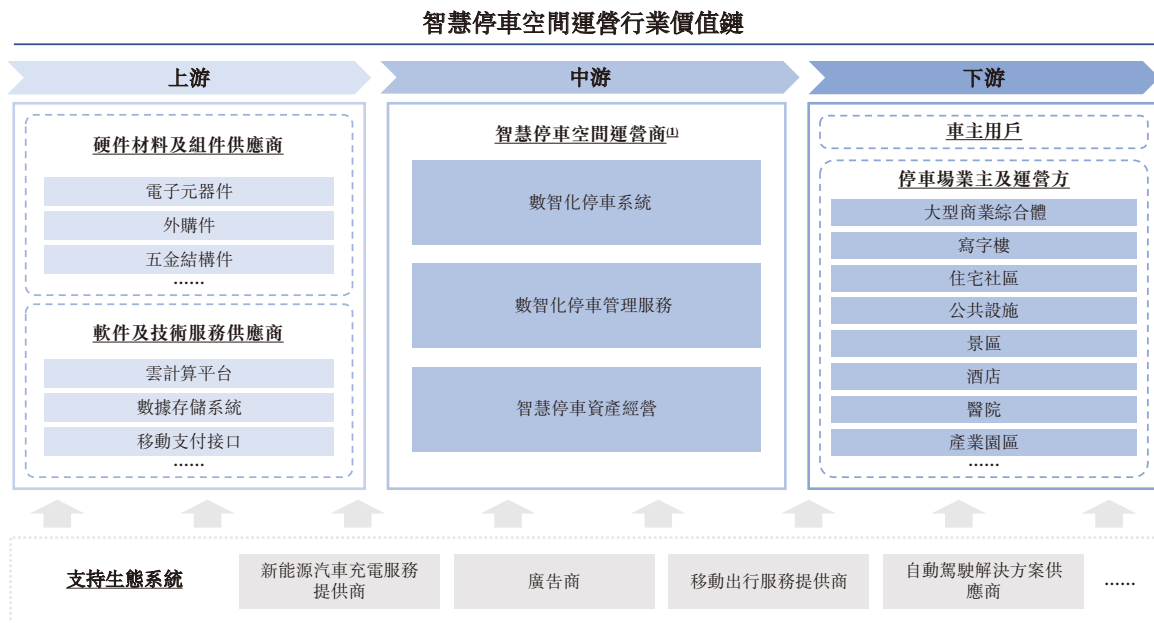 智慧停車空間運營行業價值鏈
上游
硬件材料及組件供應商
電子元器件
外購件
五金結構件
......
軟件及技術服務供應商
雲計算平台
數據存儲系統
移動支付接口
......
中游
智慧停車空間運營商(1)
數智化停車系統
數智化停車管理服務
智慧停車資產經營
下游
車主用戶
停車場業主及運營方
大型商業綜合體
寫字樓
住宅社區
公共設施
景區
酒店
醫院
產業園區
......
支持生態系統
新能源汽車充電服務
提供商
廣告商
移動出行服務提供商
自動駕駛解決方案供
應商
......